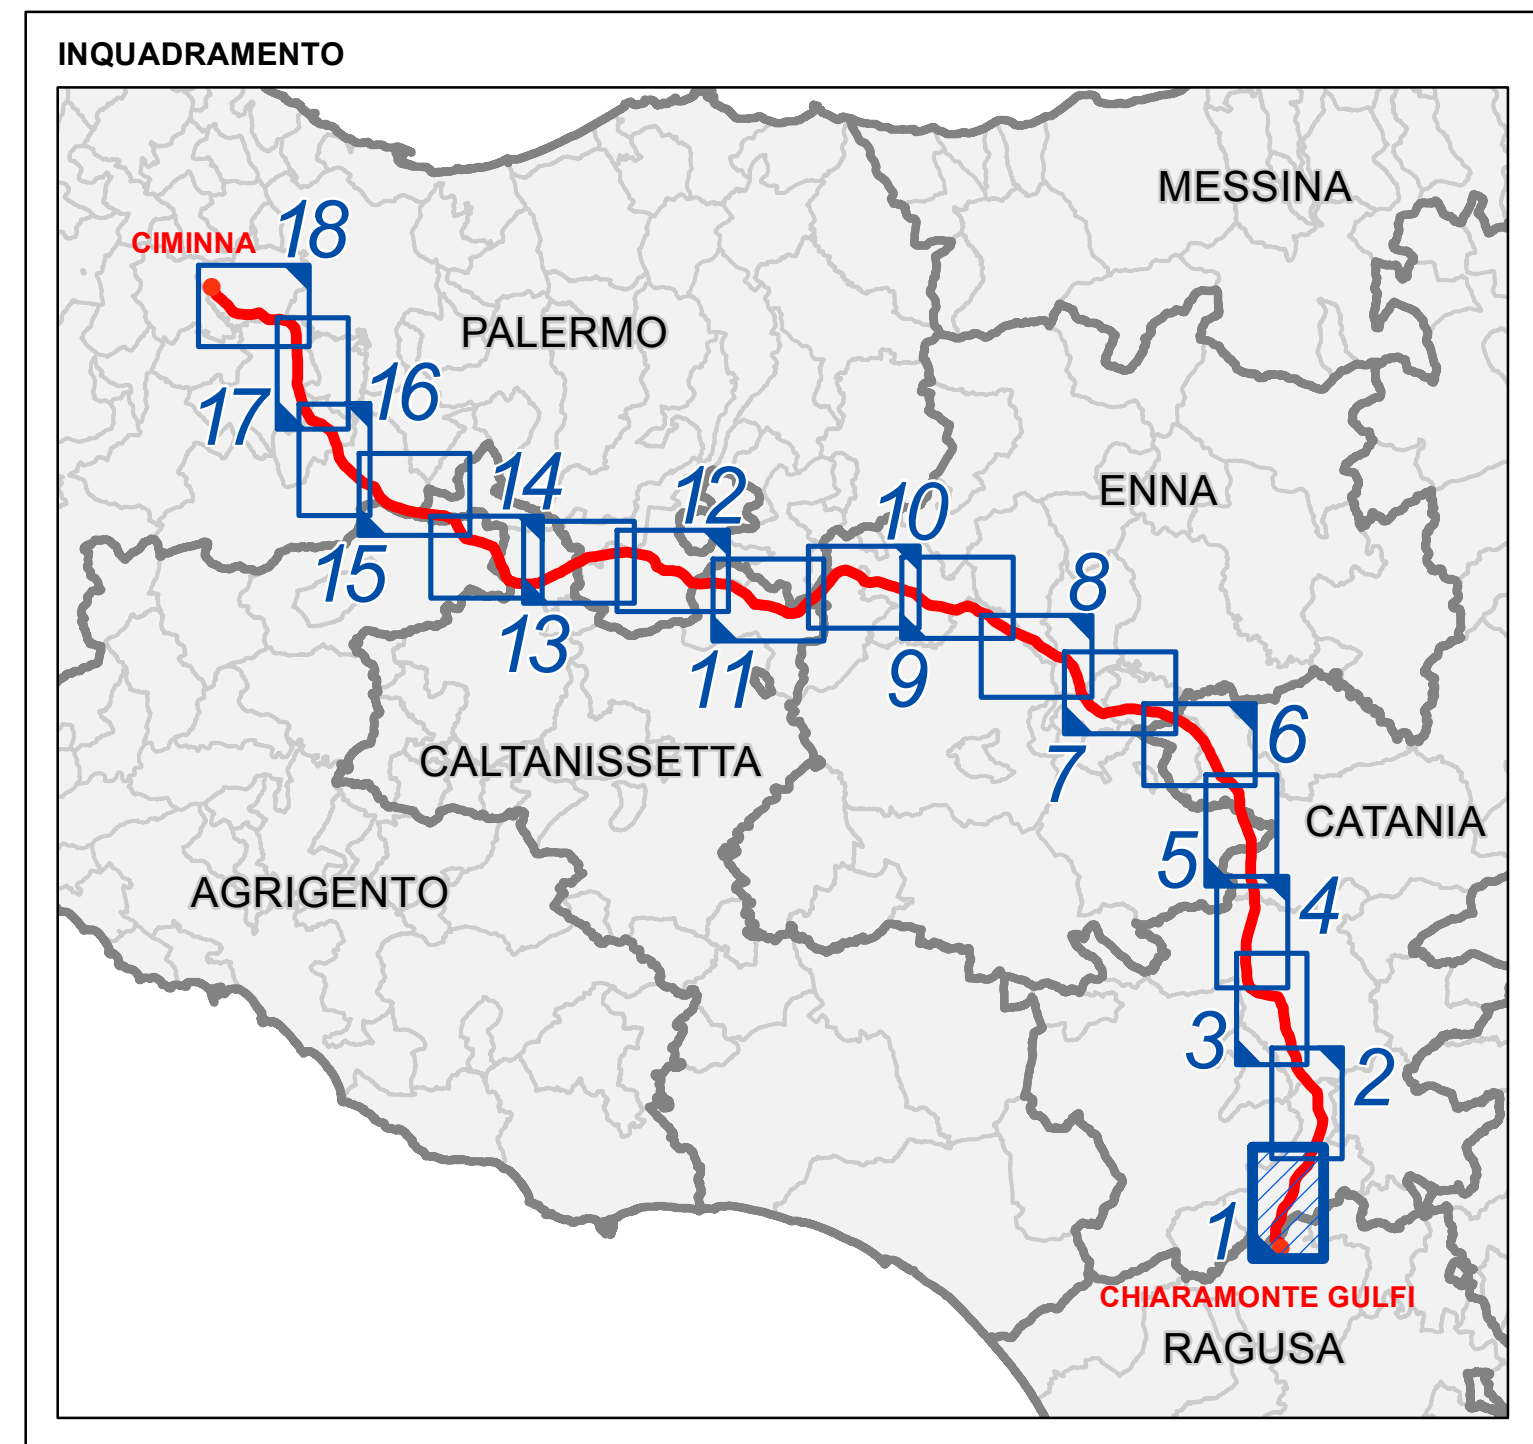 INQUADRAMENTO
MESSINA
18
CIMINNA
PALERMO
16
17
14
12
10
ENNA
15
8
13
9
11
6
7
CALTANISSETTA
CATANIA
5
AGRIGENTO
4
3
2
1
CHIARAMONTE GULFI
RAGUSA